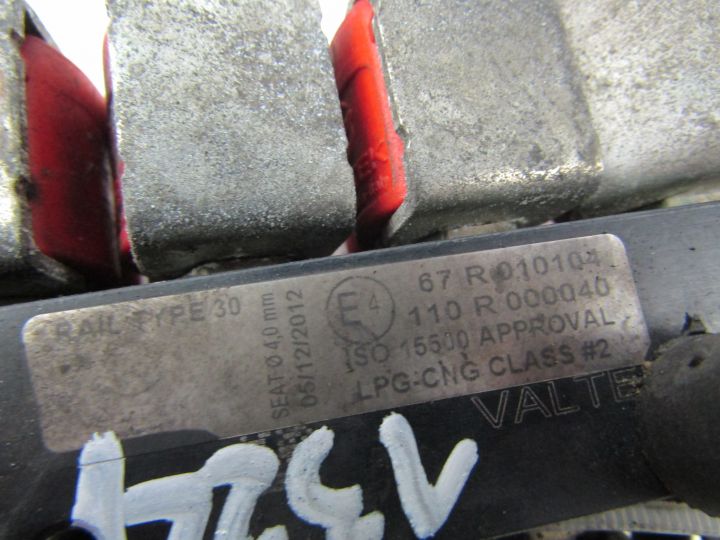 RAIL TYPE 30
SEAT Ø 4,0 mm
05/12/2012
E4
67 R 010104
110 R 000040
ISO 15500 APPROVAL
LPG-CNG CLASS #2
VALTE
1324